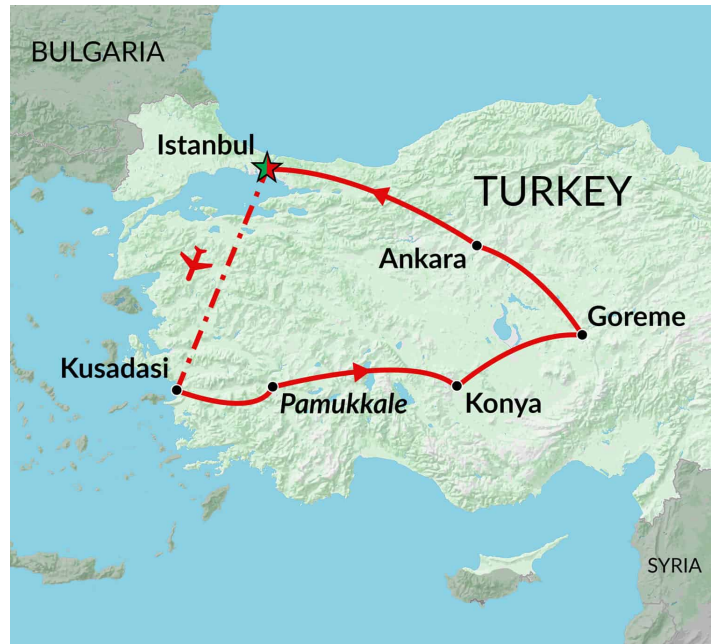 BULGARIA
Istanbul
TURKEY
Ankara
Goreme
Kusadasi
Pamukkale
Konya
SYRIA